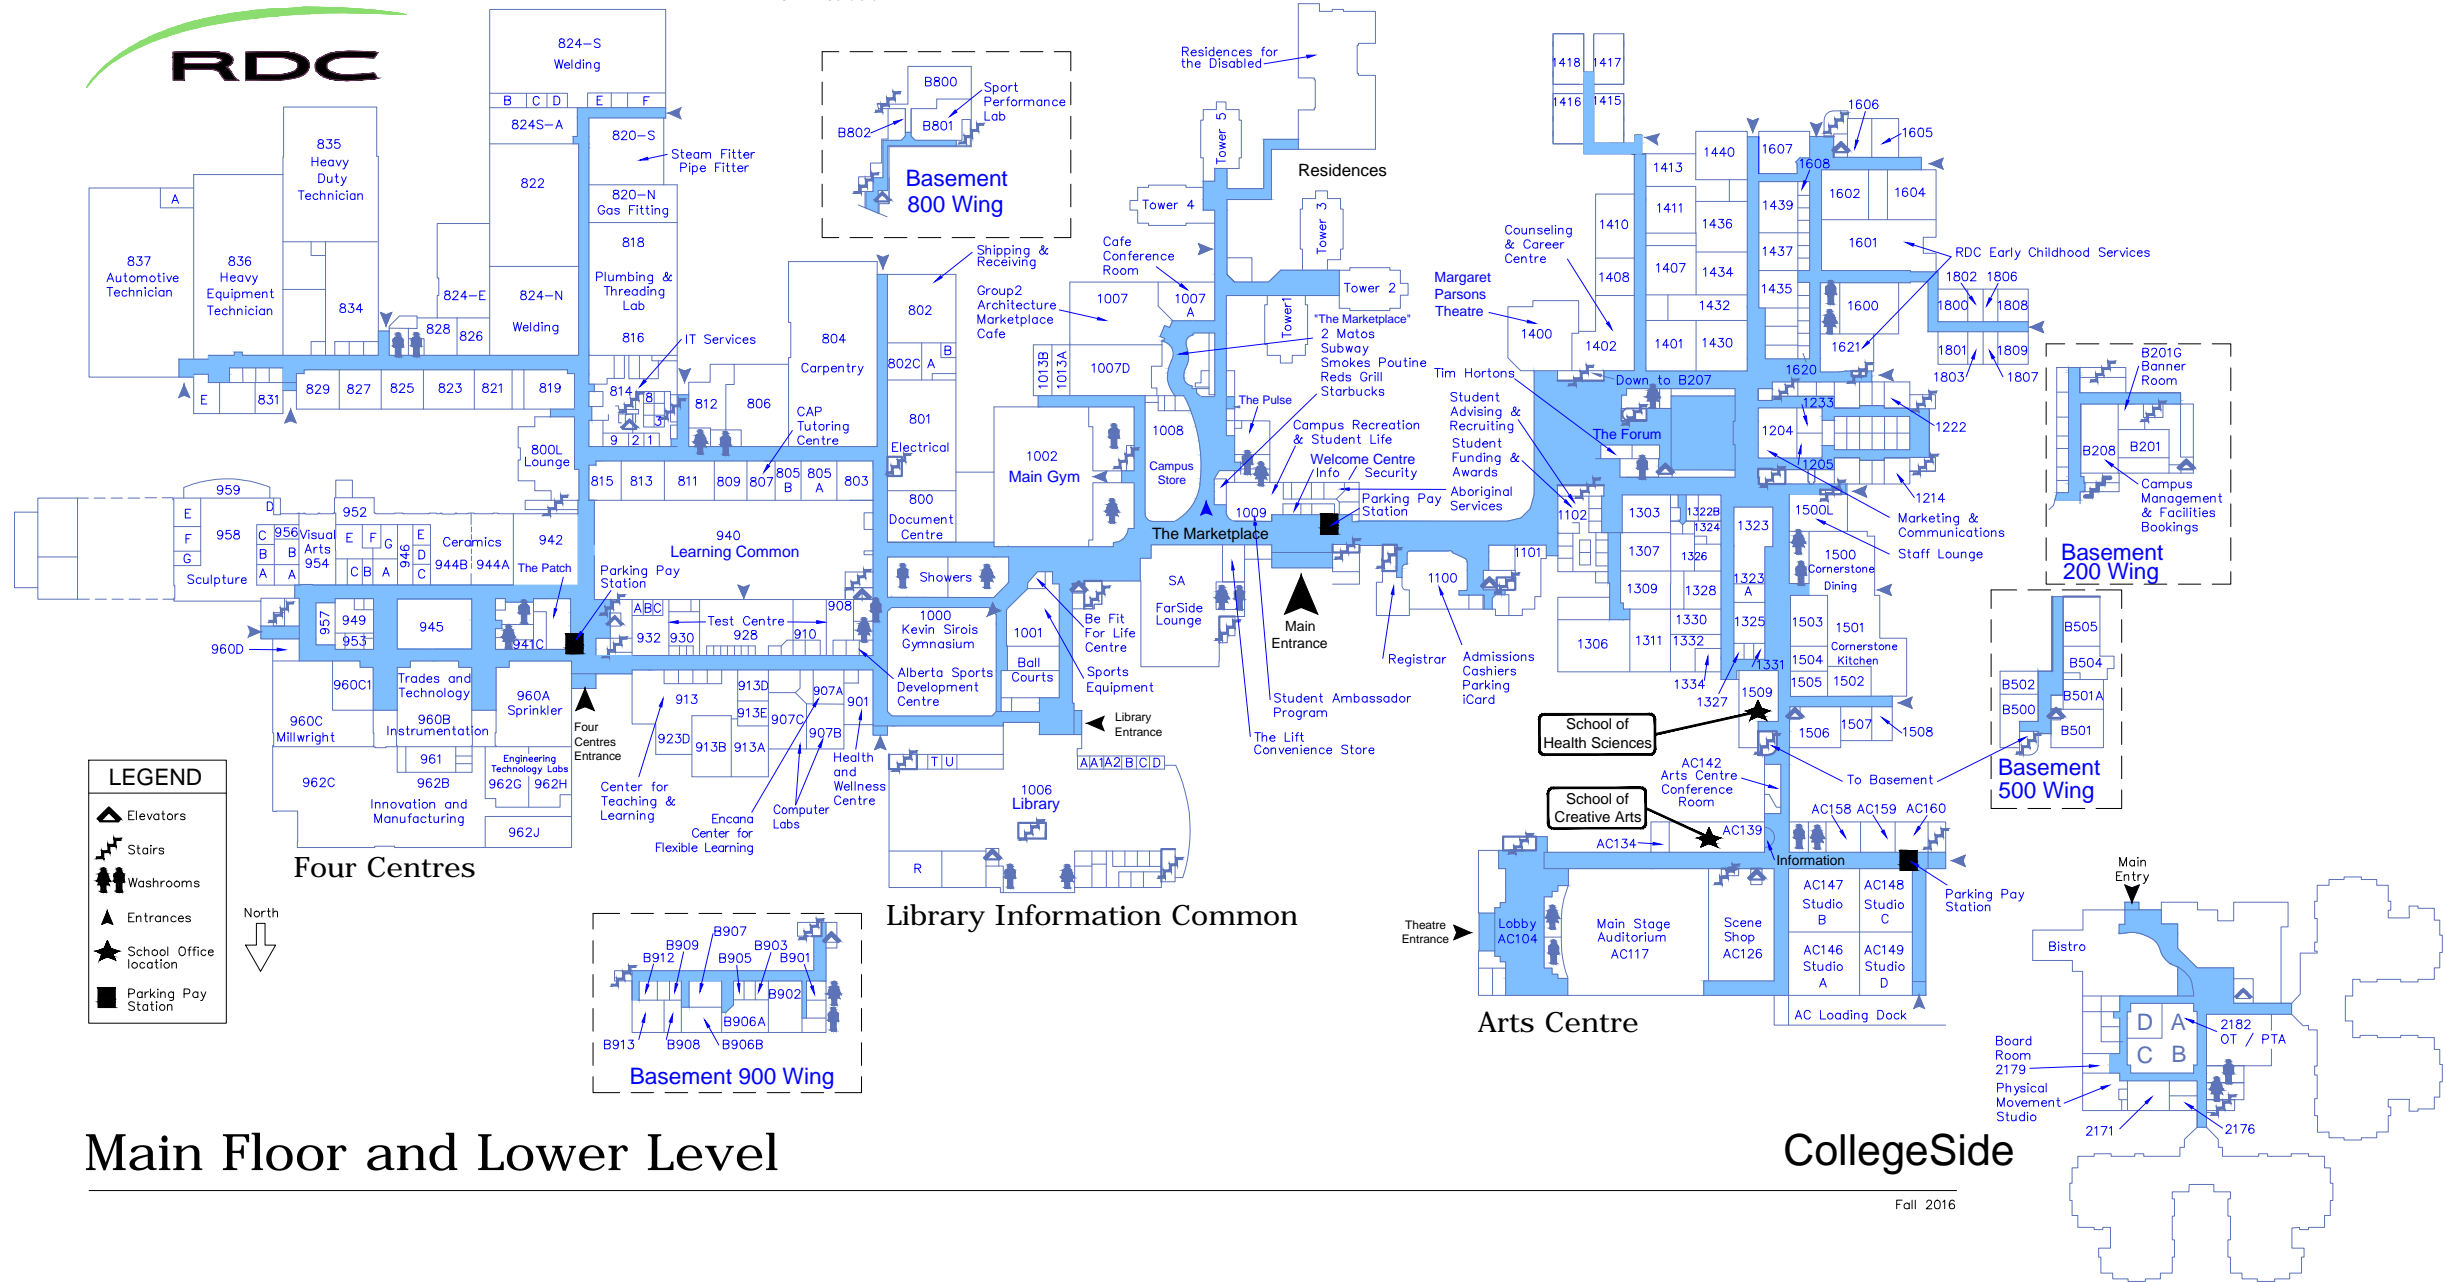 RDC
824-S
Welding
B C D E F
824S-A
820-S
Steam Fitter
Pipe Fitter
822
820-N
Gas Fitting
818
Plumbing &
Threading
Lab
816
835
Heavy
Duty
Technician
A
837
Automotive
Technician
836
Heavy
Equipment
Technician
834
824-E
824-N
Welding
828
826
E
831
829
827
825
823
821
819
IT Services
814
8
3
9 2 1
812
806
804
Carpentry
CAP
Tutoring
Centre
800L
Lounge
815
813
811
809
807
805
B
805
A
803
Shipping &
Receiving
802
802C
A
B
801
Electrical
800
Document
Centre
B800
Sport
Performance
Lab
B801
B802
Basement
800 Wing
Residences for
the Disabled
Residences
Tower 5
Tower 4
Tower 3
Tower 2
Tower1
Cafe
Conference
Room
1007
1007
A
Group2
Architecture
Marketplace
Cafe
1013B
1013A
1007D
"The Marketplace"
2 Matos
Subway
Smokes Poutine
Reds Grill
Starbucks
The Pulse
1002
Main Gym
1008
Campus
Store
Campus Recreation
& Student Life
Welcome Centre
Info
Security
Parking Pay
Station
1009
The Marketplace
Main
Entrance
Counseling
& Career
Centre
Margaret
Parsons
Theatre
1400
1402
Tim Hortons
Down to B207
Student
Advising &
Recruiting
Student
Funding &
Awards
Aboriginal
Services
The Forum
1418
1417
1416
1415
1413
1440
1607
1608
1606
1605
1602
1604
1411
1436
1439
1410
1437
1601
1408
1407
1434
1435
1432
1401
1430
RDC Early Childhood Services
1600
1621
1620
1802
1806
1800
1808
1801
1809
1803
1807
1233
1204
1205
1222
1214
Marketing &
Communications
Staff Lounge
1500L
1500
Cornerstone
Dining
B201G
Banner
Room
B208
B201
Campus
Management
& Facilities
Bookings
Basement
200 Wing
959
D
E
F
G
958
Sculpture
C
B
A
956
B
A
Visual
Arts
954
952
E F G
C B A
946
E
D
C
Ceramics
944B
944A
942
The Patch
Parking Pay
Station
940
Learning Common
957
949
953
945
941C
960D
A B C
932
930
Test Centre
928
910
908
Showers
1000
Kevin Sirois
Gymnasium
Alberta Sports
Development
Centre
1001
Ball
Courts
Be Fit
For Life
Centre
Sports
Equipment
SA
FarSide
Lounge
Library
Entrance
Student Ambassador
Program
The Lift
Convenience Store
1101
1100
Registrar
Admissions
Cashiers
Parking
iCard
1102
1303
1322B
1324
1323
1307
1326
1309
1328
1323
A
1330
1325
1306
1311
1332
1331
1334
1327
1503
1501
Cornerstone
Kitchen
1504
1505
1502
1509
1506
1507
1508
B505
B504
B502
B501A
B500
B501
Basement
500 Wing
To Basement
960C1
Trades and
Technology
960A
Sprinkler
960C
Millwright
960B
Instrumentation
961
Engineering
Technology Labs
962G
962H
962C
962B
Innovation and
Manufacturing
962J
Four
Centres
Entrance
Four Centres
913
913D
907A
913E
907C
901
923D
913B
913A
907B
Center for
Teaching &
Learning
Encana
Center for
Flexible Learning
Computer
Labs
Health
and
Wellness
Centre
T U
A A1 A2 B C D
1006
Library
R
Library Information Common
School of
Health Sciences
AC142
Arts Centre
Conference
Room
School of
Creative Arts
AC139
AC134
AC158
AC159
AC160
Information
Parking Pay
Station
Theatre
Entrance
Lobby
AC104
Main Stage
Auditorium
AC117
Scene
Shop
AC126
AC147
Studio
B
AC148
Studio
C
AC146
Studio
A
AC149
Studio
D
AC Loading Dock
Arts Centre
LEGEND
Elevators
Stairs
Washrooms
Entrances
School Office
location
Parking Pay
Station
North
B907
B909
B903
B912
B905
B901
B902
B906A
B913
B908
B906B
Basement 900 Wing
Main
Entry
Bistro
D A
C B
2182
OT / PTA
Board
Room
2179
Physical
Movement
Studio
2171
2176
CollegeSide
Main Floor and Lower Level
Fall 2016